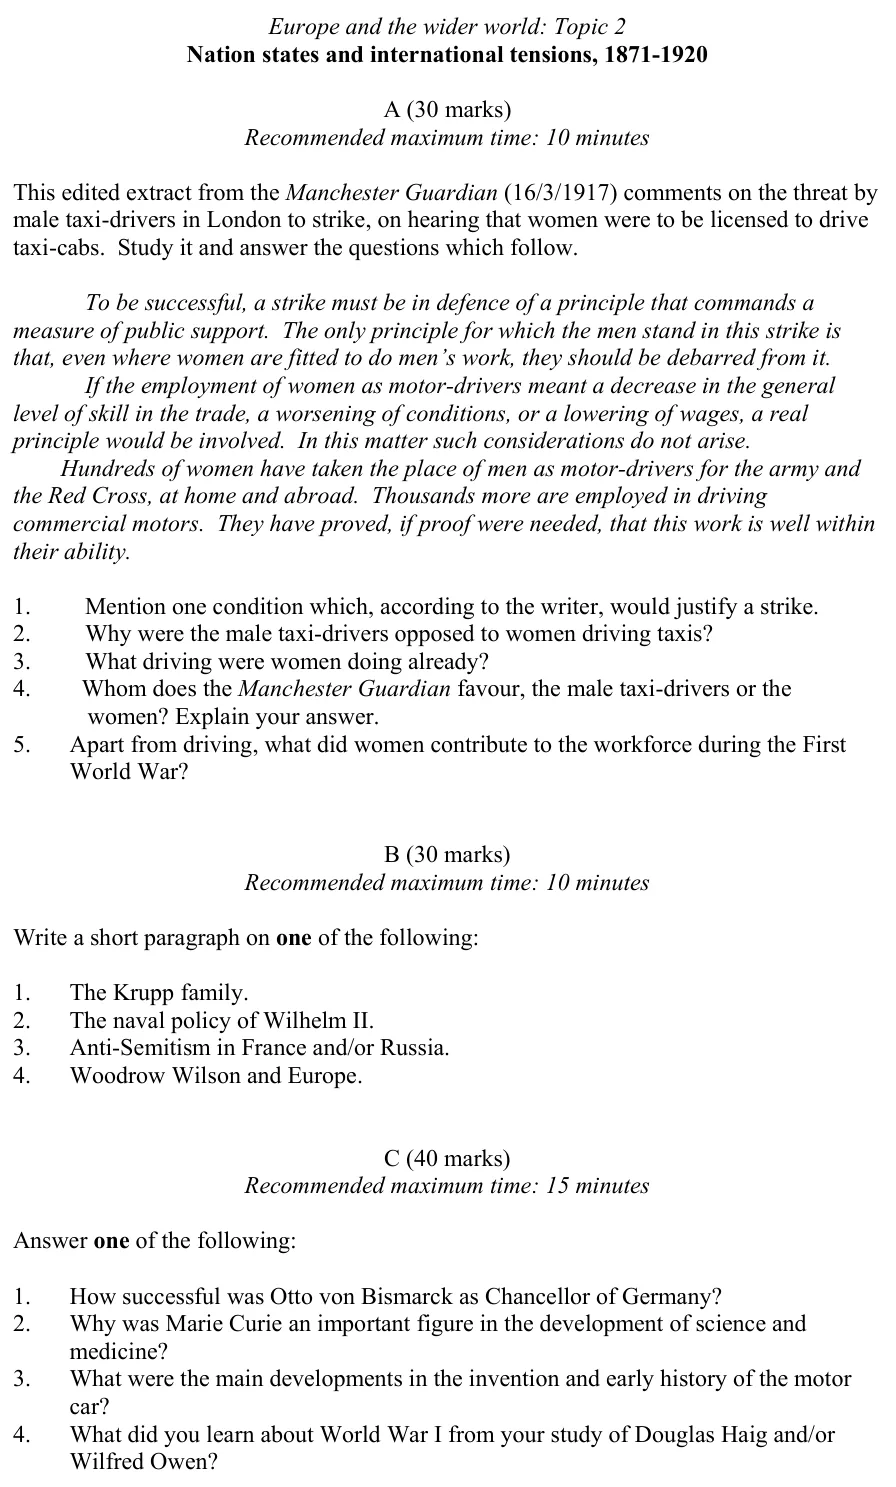 Europe and the wider world: Topic 2
Nation states and international tensions, 1871-1920
A (30 marks)
Recommended maximum time: 10 minutes
This edited extract from the Manchester Guardian (16/3/1917) comments on the threat by
male taxi-drivers in London to strike, on hearing that women were to be licensed to drive
taxi-cabs.  Study it and answer the questions which follow.
To be successful, a strike must be in defence of a principle that commands a
measure of public support.  The only principle for which the men stand in this strike is
that, even where women are fitted to do men's work, they should be debarred from it.
If the employment of women as motor-drivers meant a decrease in the general
level of skill in the trade, a worsening of conditions, or a lowering of wages, a real
principle would be involved.  In this matter such considerations do not arise.
Hundreds of women have taken the place of men as motor-drivers for the army and
the Red Cross, at home and abroad.  Thousands more are employed in driving
commercial motors.  They have proved, if proof were needed, that this work is well within
their ability.
1. Mention one condition which, according to the writer, would justify a strike.
2. Why were the male taxi-drivers opposed to women driving taxis?
3. What driving were women doing already?
4. Whom does the Manchester Guardian favour, the male taxi-drivers or the
women? Explain your answer.
5. Apart from driving, what did women contribute to the workforce during the First
World War?
B (30 marks)
Recommended maximum time: 10 minutes
Write a short paragraph on one of the following:
1. The Krupp family.
2. The naval policy of Wilhelm II.
3. Anti-Semitism in France and/or Russia.
4. Woodrow Wilson and Europe.
C (40 marks)
Recommended maximum time: 15 minutes
Answer one of the following:
1. How successful was Otto von Bismarck as Chancellor of Germany?
2. Why was Marie Curie an important figure in the development of science and
medicine?
3. What were the main developments in the invention and early history of the motor
car?
4. What did you learn about World War I from your study of Douglas Haig and/or
Wilfred Owen?